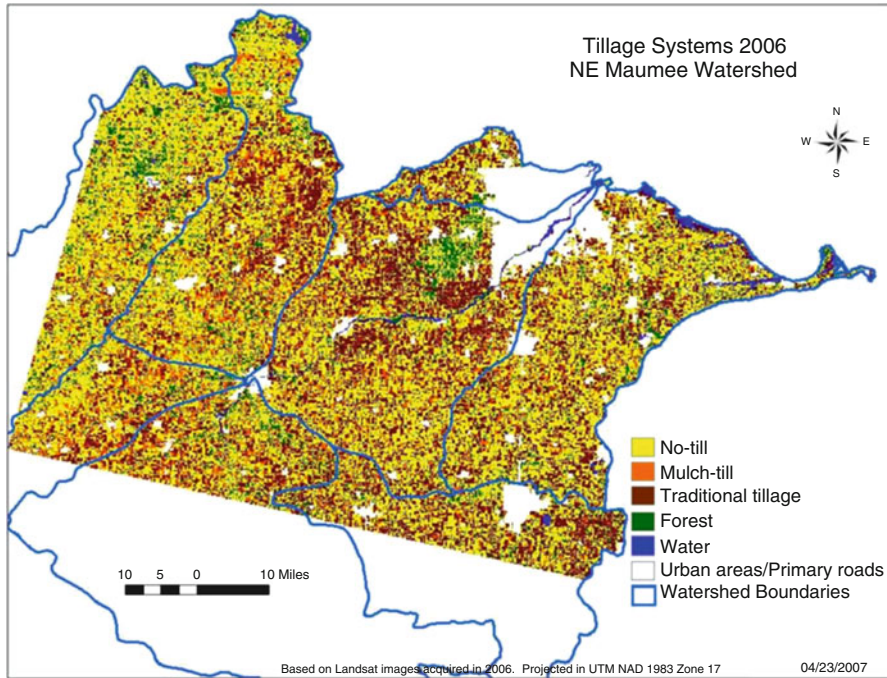 Tillage Systems 2006
NE Maumee Watershed
N
W E
S
No-till
Mulch-till
Traditional tillage
Forest
Water
Urban areas/Primary roads
Watershed Boundaries
10 5 0 10 Miles
Based on Landsat images acquired in 2006. Projected in UTM NAD 1983 Zone 17
04/23/2007